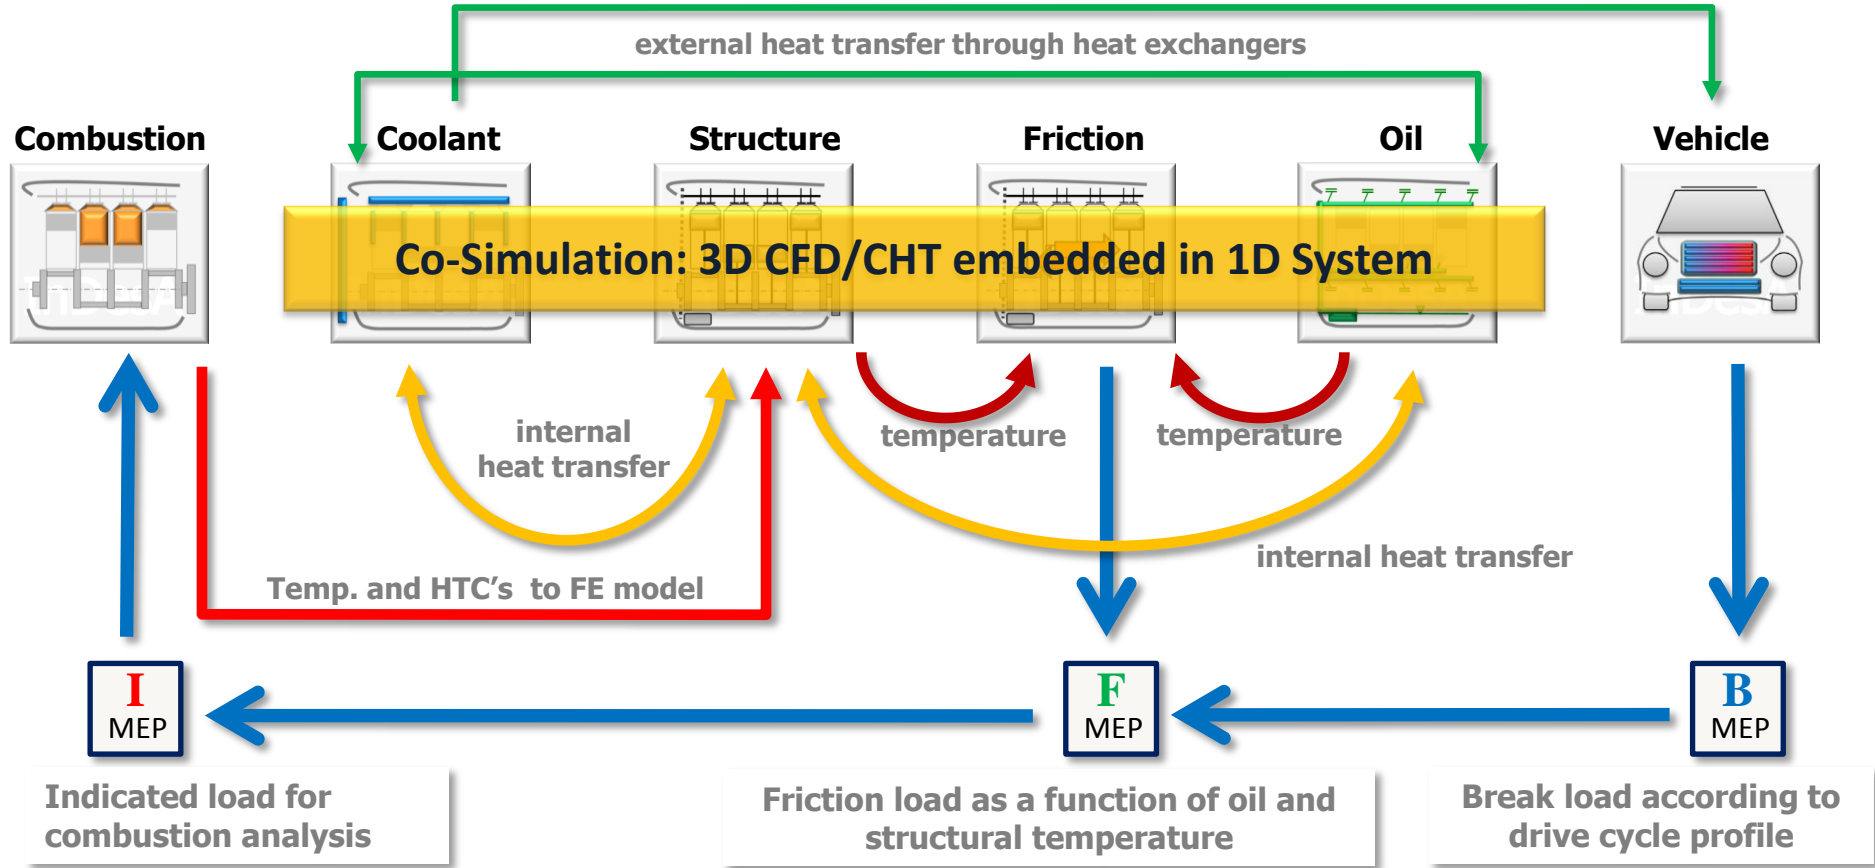 external heat transfer through heat exchangers
Combustion
Coolant
Structure
Friction
Oil
Vehicle
Co-Simulation: 3D CFD/CHT embedded in 1D System
internal
heat transfer
temperature
temperature
internal heat transfer
Temp. and HTC's  to FE model
I
MEP
F
MEP
B
MEP
Indicated load for
combustion analysis
Friction load as a function of oil and
structural temperature
Break load according to
drive cycle profile